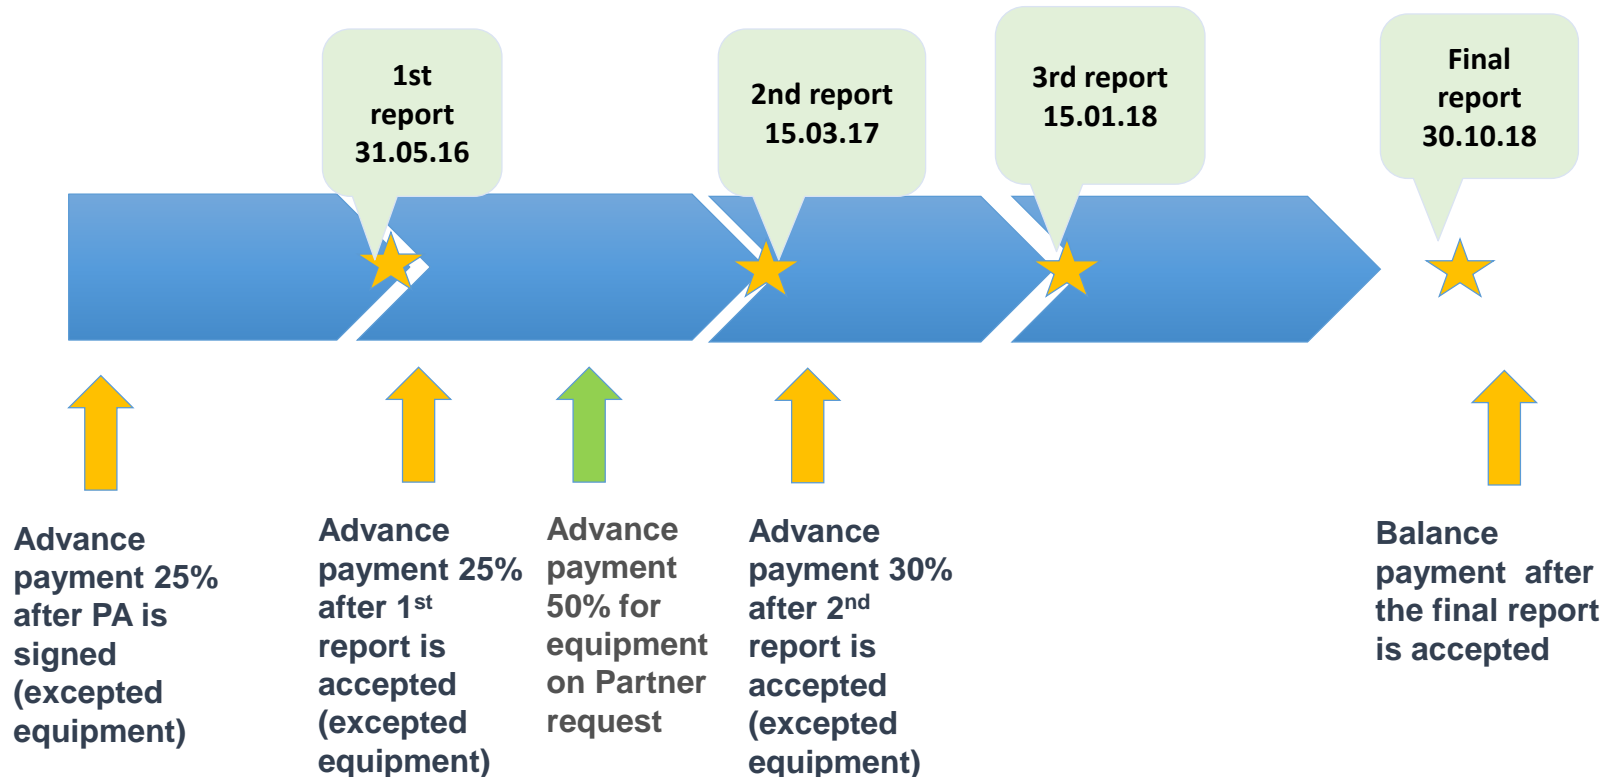 1st
report
31.05.16
2nd report
15.03.17
3rd report
15.01.18
Final
report
30.10.18
Advance
payment 25%
after PA is
signed
(excepted
equipment)
Advance
payment 25%
after 1st
report is
accepted
(excepted
equipment)
Advance
payment
50% for
equipment
on Partner
request
Advance
payment 30%
after 2nd
report is
accepted
(excepted
equipment)
Balance
payment after
the final report
is accepted